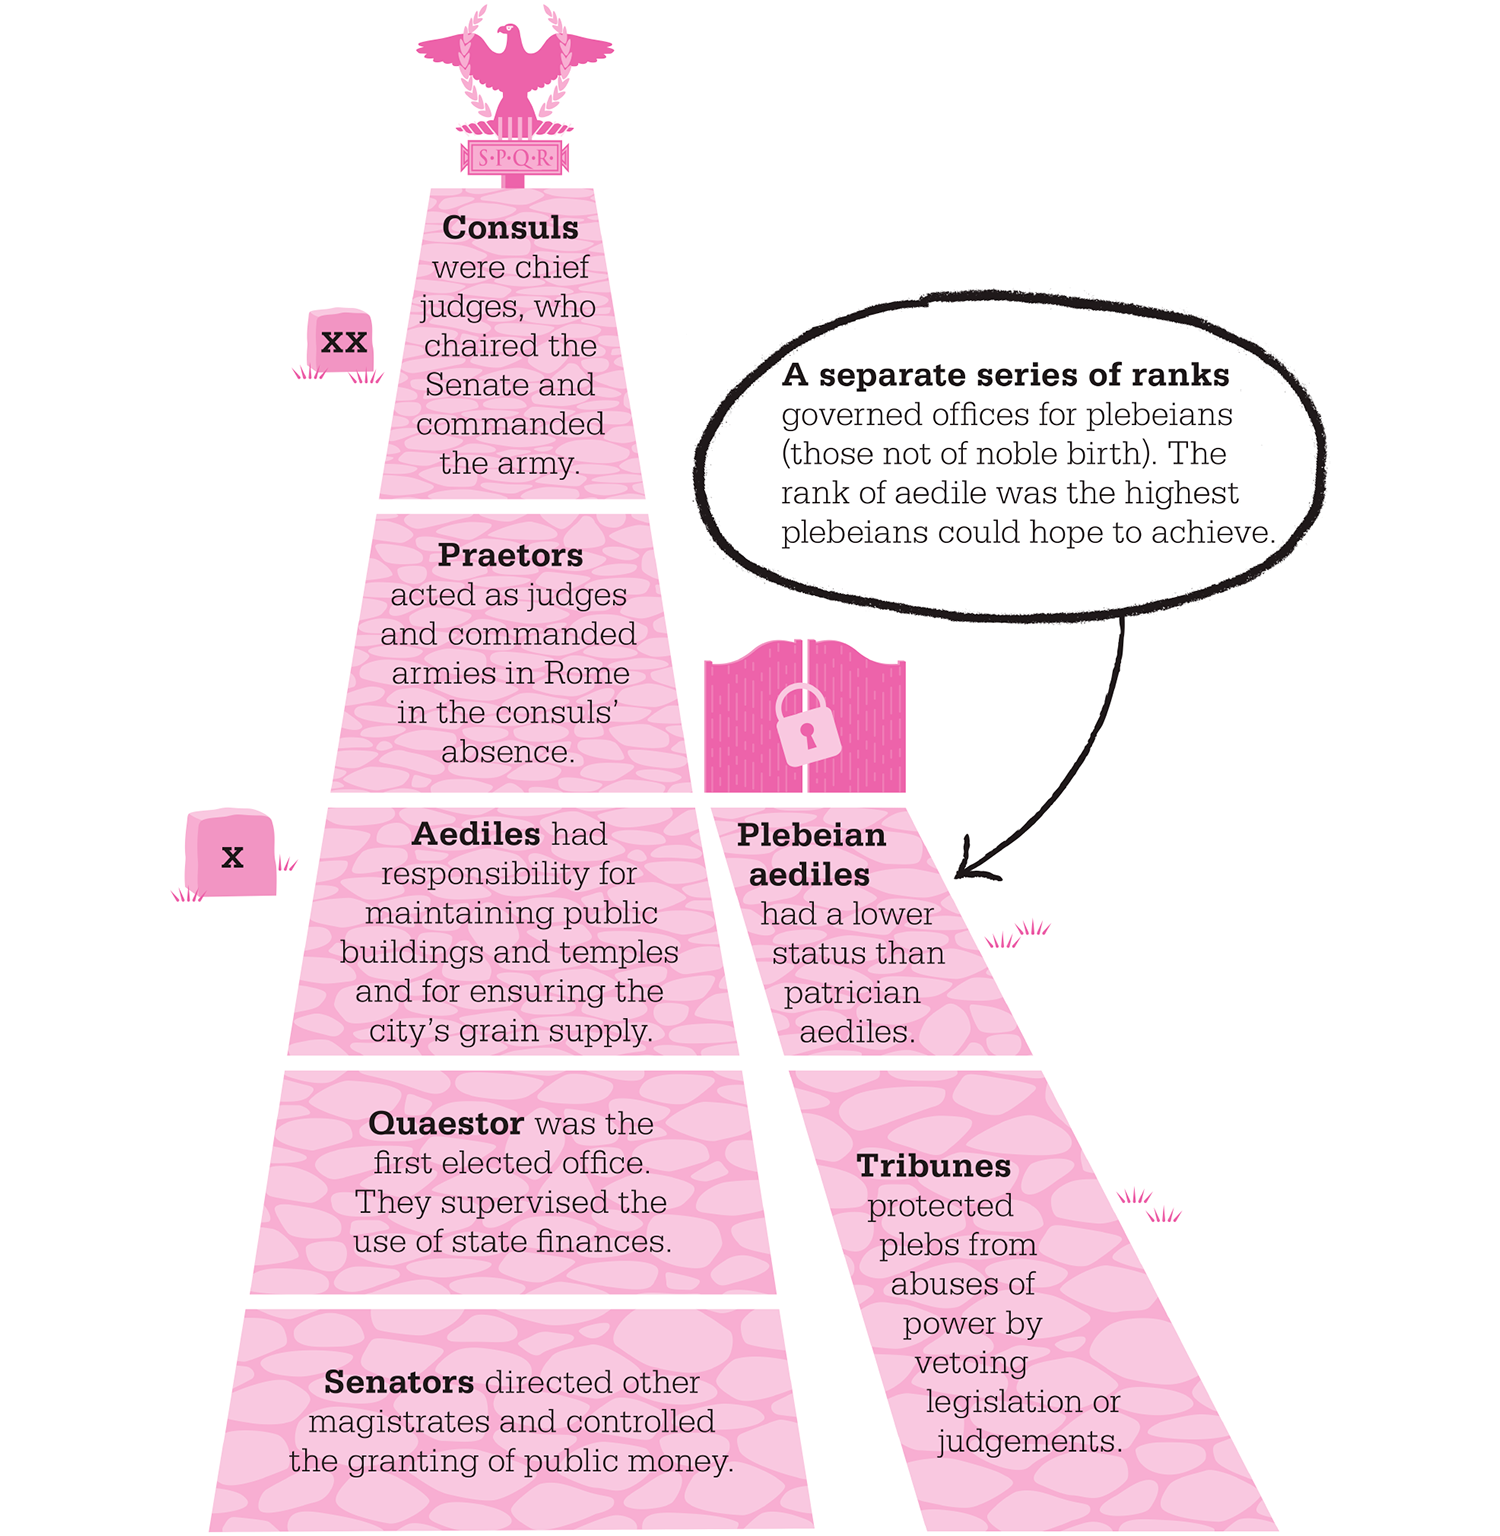 S·P·Q·R·
Consuls
were chief
judges, who
chaired the
Senate and
commanded
the army.
XX
A separate series of ranks
governed offices for plebeians
(those not of noble birth). The
rank of aedile was the highest
plebeians could hope to achieve.
Praetors
acted as judges
and commanded
armies in Rome
in the consuls’
absence.
X
Aediles had
responsibility for
maintaining public
buildings and temples
and for ensuring the
city’s grain supply.
Plebeian
aediles
had a lower
status than
patrician
aediles.
Quaestor was the
first elected office.
They supervised the
use of state finances.
Tribunes
protected
plebs from
abuses of
power by
vetoing
legislation or
judgements.
Senators directed other
magistrates and controlled
the granting of public money.